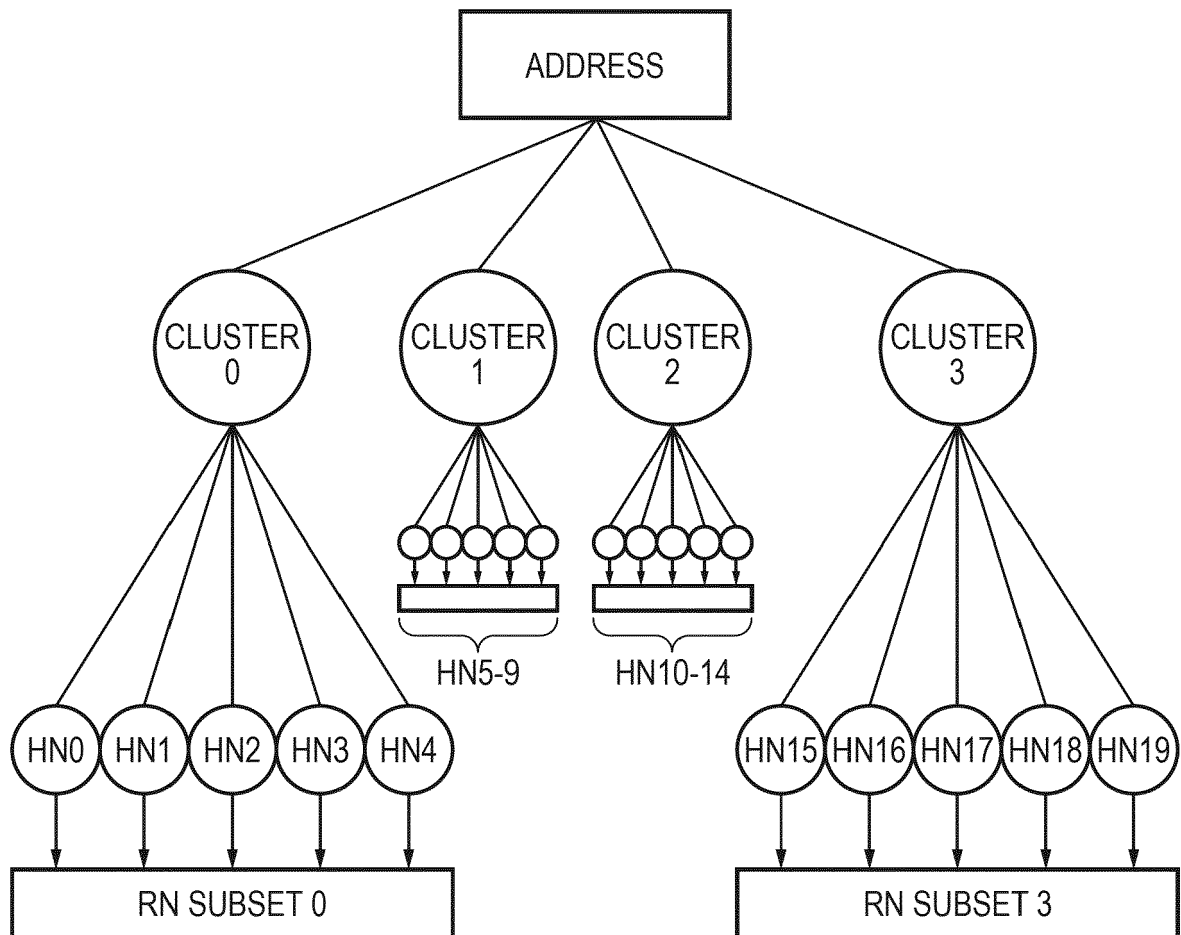 ADDRESS
CLUSTER
0
CLUSTER
1
CLUSTER
2
CLUSTER
3
HN5-9
HN10-14
HN0
HN1
HN2
HN3
HN4
HN15
HN16
HN17
HN18
HN19
RN SUBSET 0
RN SUBSET 3